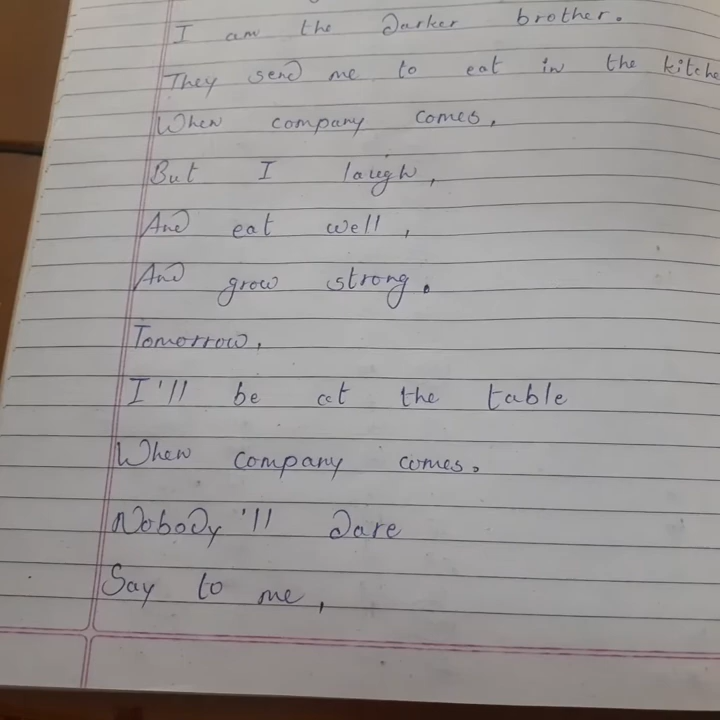 I am the darker brother.
They send me to eat in the kitche
When company comes,
But I laugh,
And eat well,
And grow strong.
Tomorrow,
I'll be at the table
When company comes.
Nobody'll dare
Say to me,